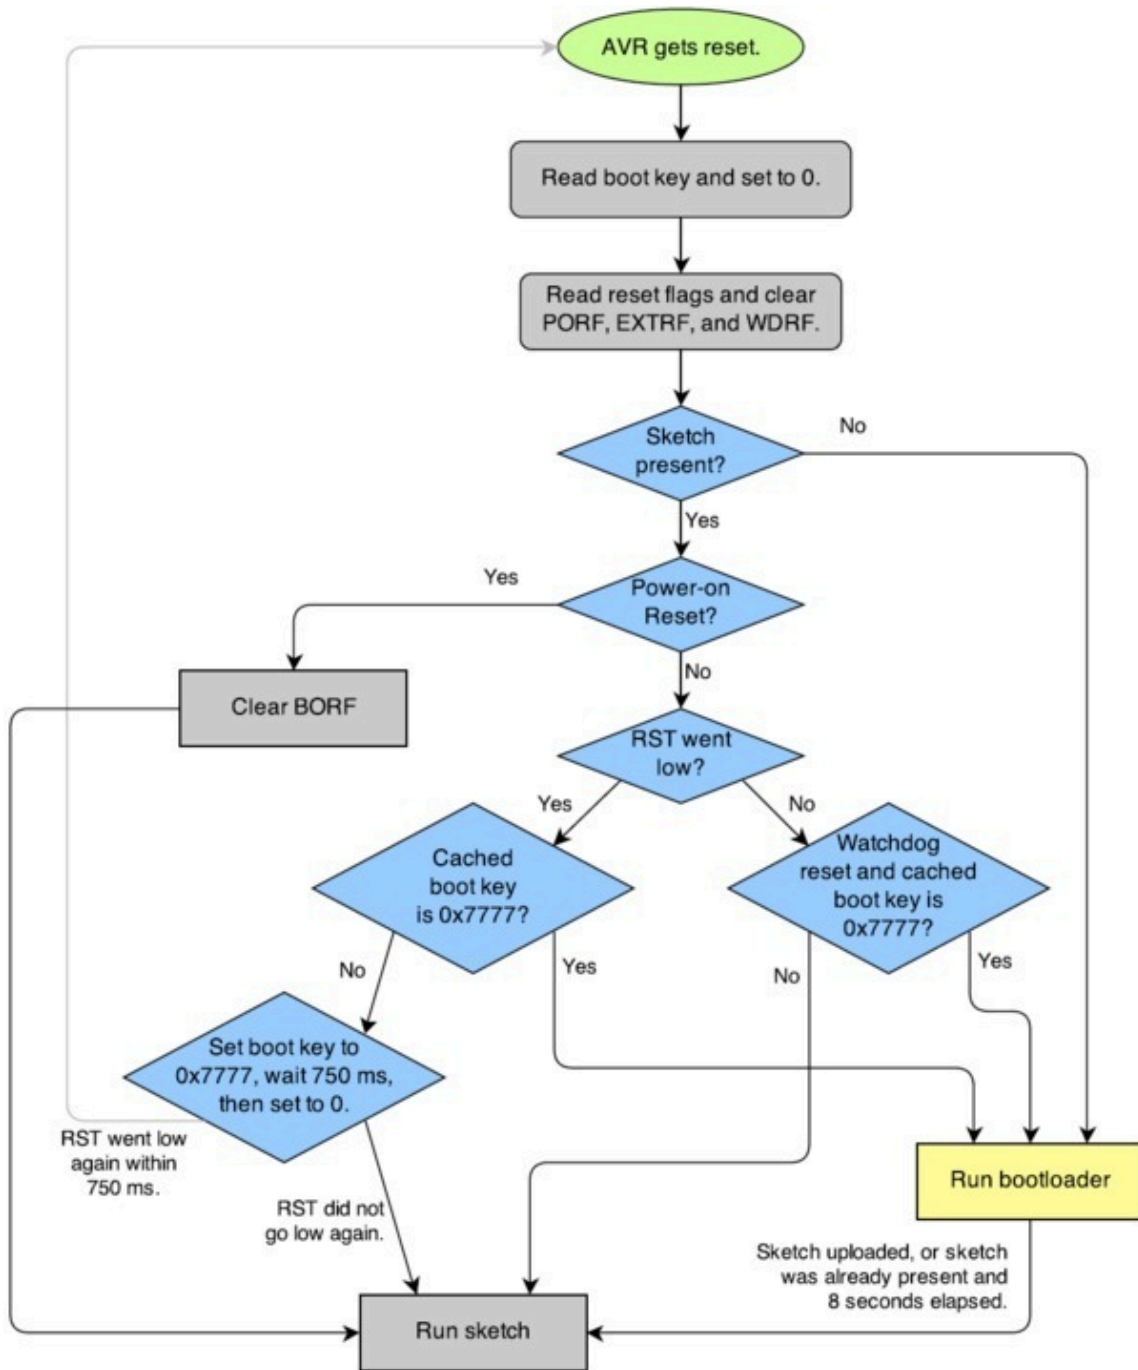 AVR gets reset.
Read boot key and set to 0.
Read reset flags and clear
PORF, EXTRF, and WDRF.
Sketch
present?
No
Yes
Power-on
Reset?
Yes
No
Clear BORF
RST went
low?
Yes
No
Cached
boot key
is 0x7777?
Watchdog
reset and cached
boot key is
0x7777?
No
Yes
No
Yes
Set boot key to
0x7777, wait 750 ms,
then set to 0.
RST went low
again within
750 ms.
RST did not
go low again.
Run bootloader
Sketch uploaded, or sketch
was already present and
8 seconds elapsed.
Run sketch